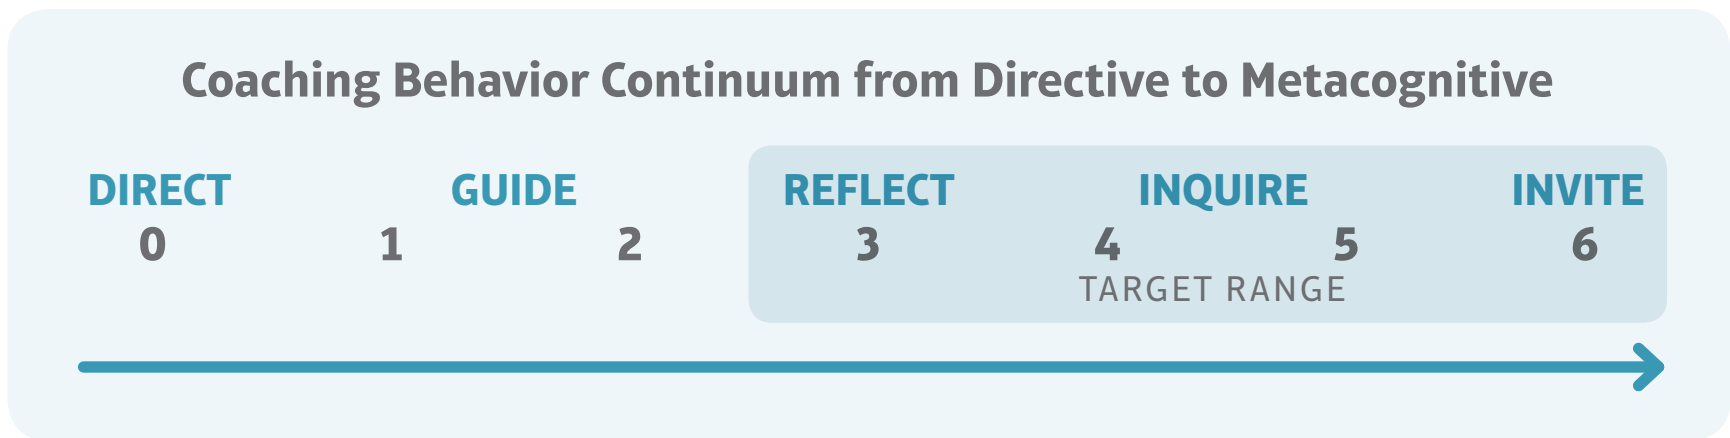 Coaching Behavior Continuum from Directive to Metacognitive
DIRECT GUIDE REFLECT INQUIRE INVITE
0 1 2 3 4 5 6
TARGET RANGE